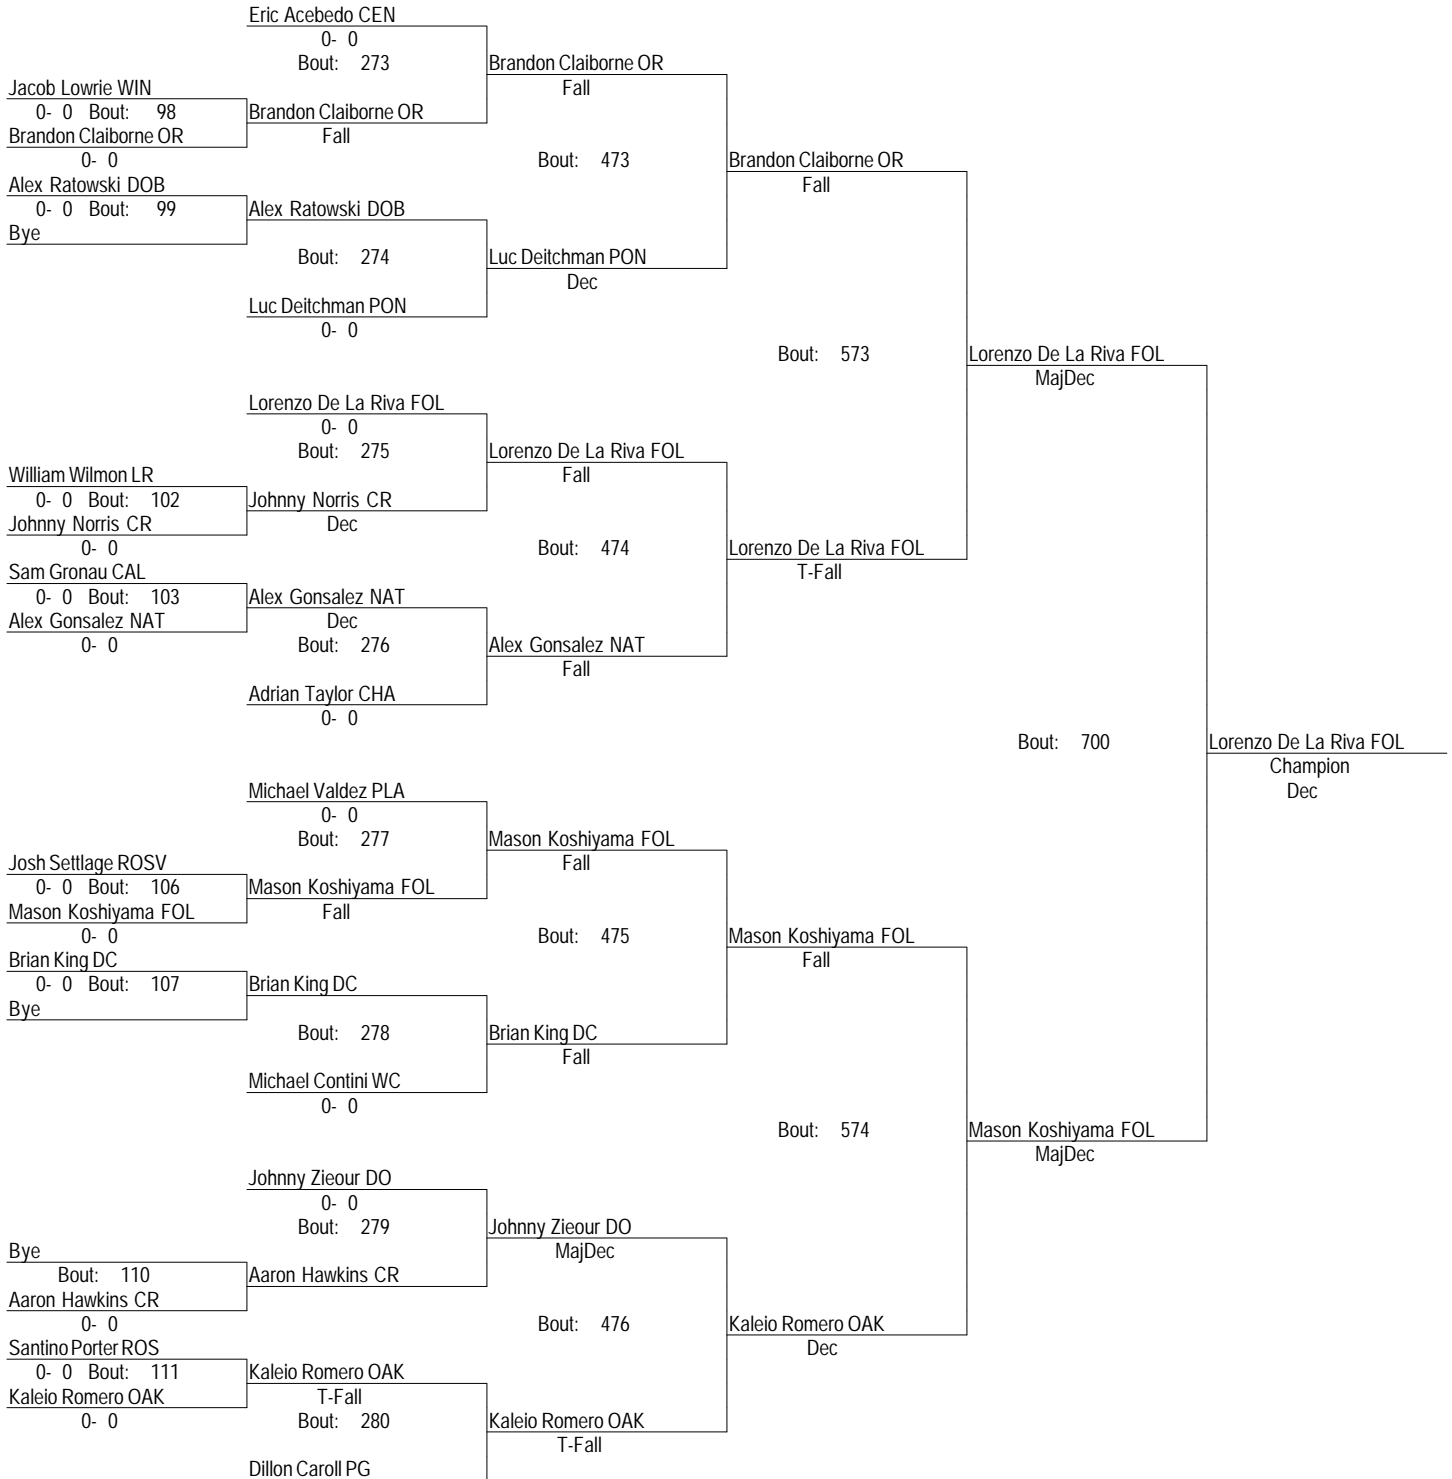 Eric Acebedo CEN
0- 0
Bout: 273
Brandon Claiborne OR
Fall
Jacob Lowrie WIN
0- 0 Bout: 98
Brandon Claiborne OR
Fall
Brandon Claiborne OR
0- 0
Bout: 473
Brandon Claiborne OR
Fall
Alex Ratowski DOB
0- 0 Bout: 99
Alex Ratowski DOB
Bye
Bout: 274
Luc Deitchman PON
Dec
Luc Deitchman PON
0- 0
Bout: 573
Lorenzo De La Riva FOL
MajDec
Lorenzo De La Riva FOL
0- 0
Bout: 275
Lorenzo De La Riva FOL
Fall
William Wilmon LR
0- 0 Bout: 102
Johnny Norris CR
Dec
Johnny Norris CR
0- 0
Bout: 474
Lorenzo De La Riva FOL
T-Fall
Sam Gronau CAL
0- 0 Bout: 103
Alex Gonsalez NAT
Dec
Alex Gonsalez NAT
0- 0
Bout: 276
Alex Gonsalez NAT
Fall
Adrian Taylor CHA
0- 0
Bout: 700
Lorenzo De La Riva FOL
Champion
Dec
Michael Valdez PLA
0- 0
Bout: 277
Mason Koshiyama FOL
Fall
Josh Settlage ROSV
0- 0 Bout: 106
Mason Koshiyama FOL
Fall
Mason Koshiyama FOL
0- 0
Bout: 475
Mason Koshiyama FOL
Fall
Brian King DC
0- 0 Bout: 107
Brian King DC
Bye
Bout: 278
Brian King DC
Fall
Michael Contini WC
0- 0
Bout: 574
Mason Koshiyama FOL
MajDec
Johnny Zieour DO
0- 0
Bout: 279
Johnny Zieour DO
MajDec
Bye
Bout: 110
Aaron Hawkins CR
Aaron Hawkins CR
0- 0
Bout: 476
Kaleio Romero OAK
Dec
Santino Porter ROS
0- 0 Bout: 111
Kaleio Romero OAK
T-Fall
Kaleio Romero OAK
0- 0
Bout: 280
Kaleio Romero OAK
T-Fall
Dillon Caroll PG